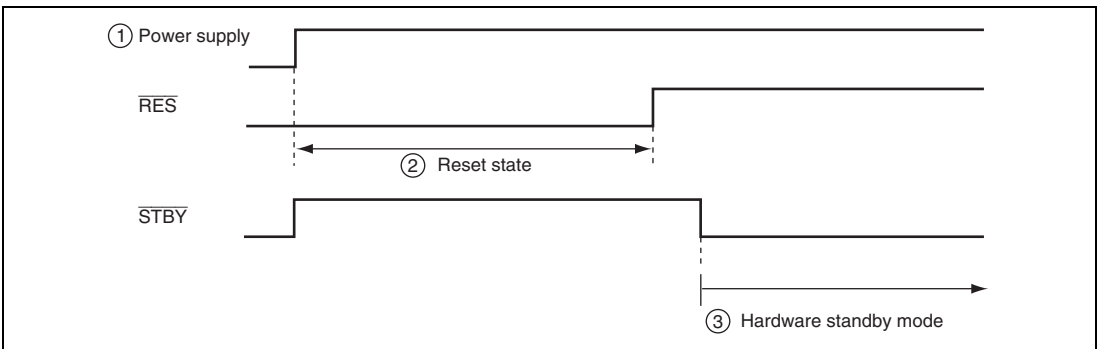 ① Power supply
RES
② Reset state
STBY
③ Hardware standby mode